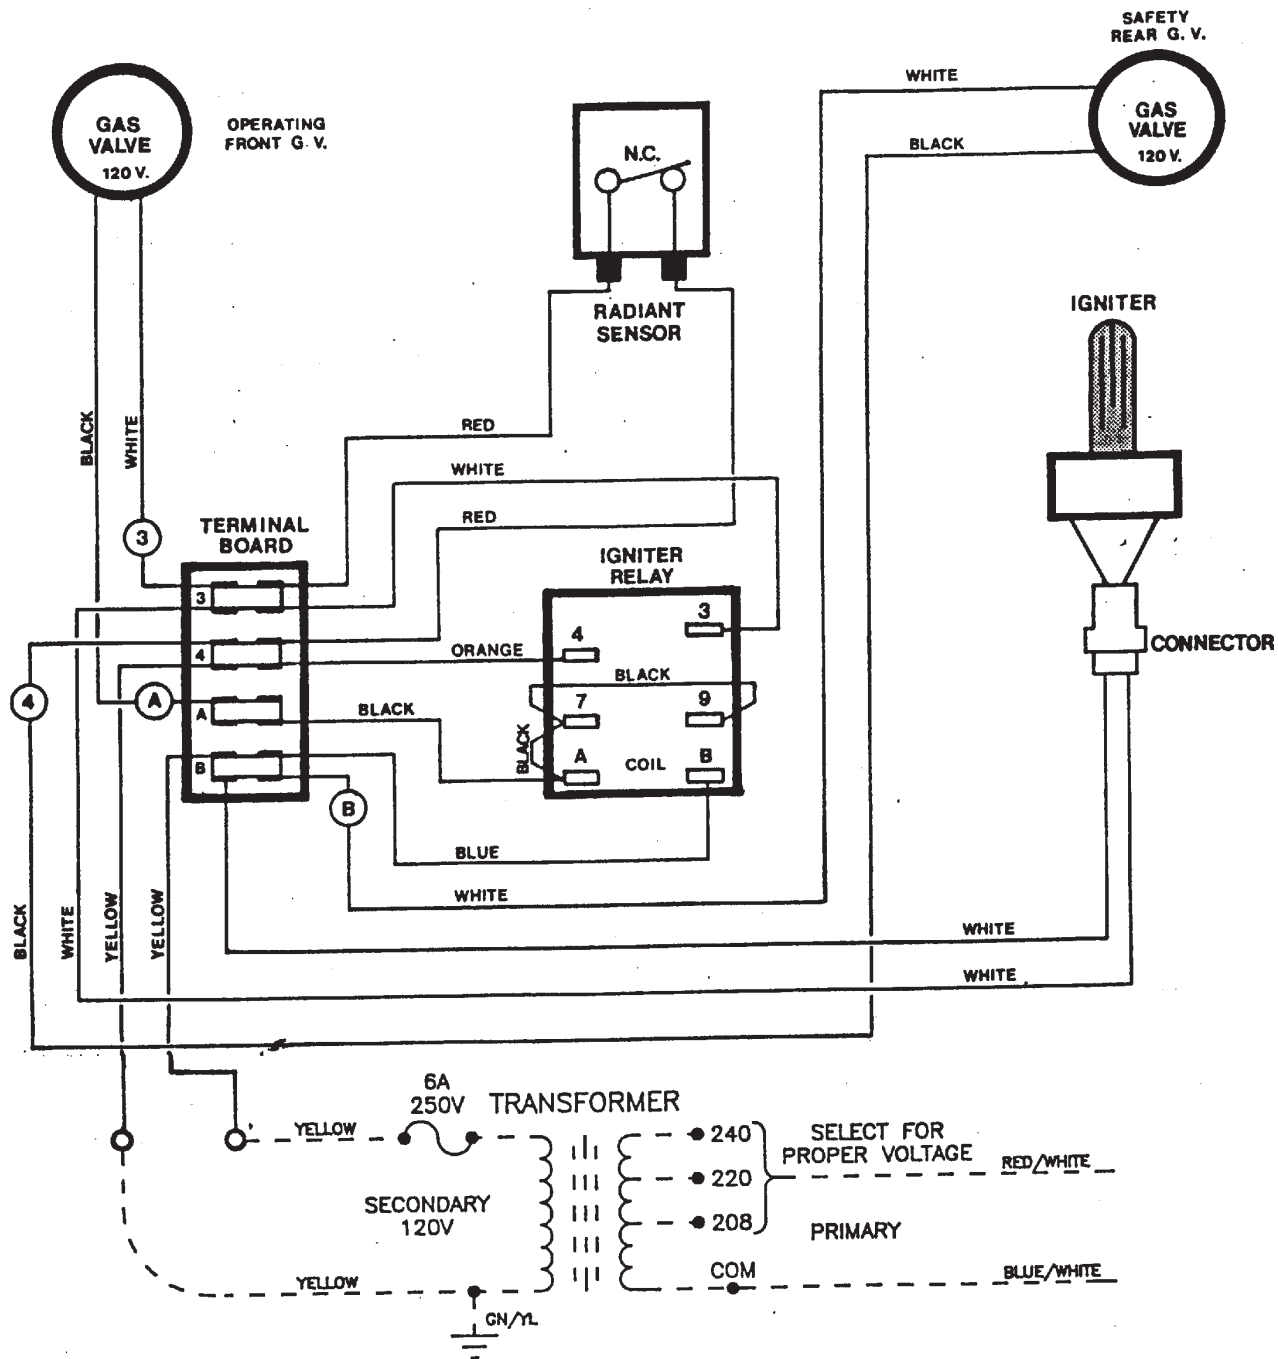 SAFETY
REAR G. V.
GAS
VALVE
120 V.
OPERATING
FRONT G. V.
GAS
VALVE
120 V.
WHITE
BLACK
N.C.
RADIANT
SENSOR
IGNITER
BLACK
WHITE
RED
WHITE
RED
3
TERMINAL
BOARD
IGNITER
RELAY
3
4
A
B
3
4
7
9
A
B
COIL
CONNECTOR
ORANGE
BLACK
BLACK
BLACK
4
A
B
BLUE
WHITE
WHITE
WHITE
BLACK
WHITE
YELLOW
YELLOW
6A
250V
TRANSFORMER
YELLOW
240
220
208
SELECT FOR
PROPER VOLTAGE
RED/WHITE
SECONDARY
120V
PRIMARY
YELLOW
COM
BLUE/WHITE
GN/YL